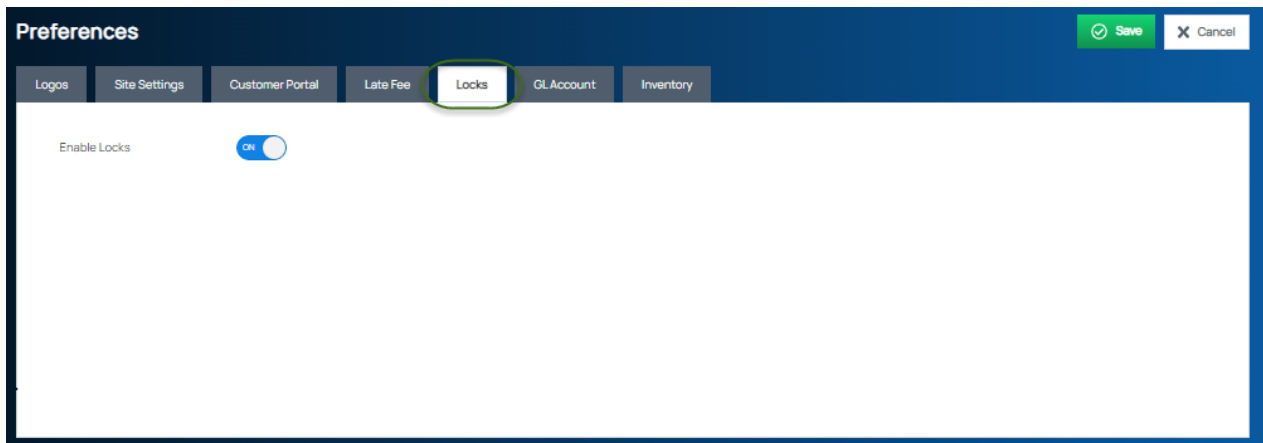 Preferences
Save
Cancel
Logos
Site Settings
Customer Portal
Late Fee
Locks
GL Account
Inventory
Enable Locks
ON